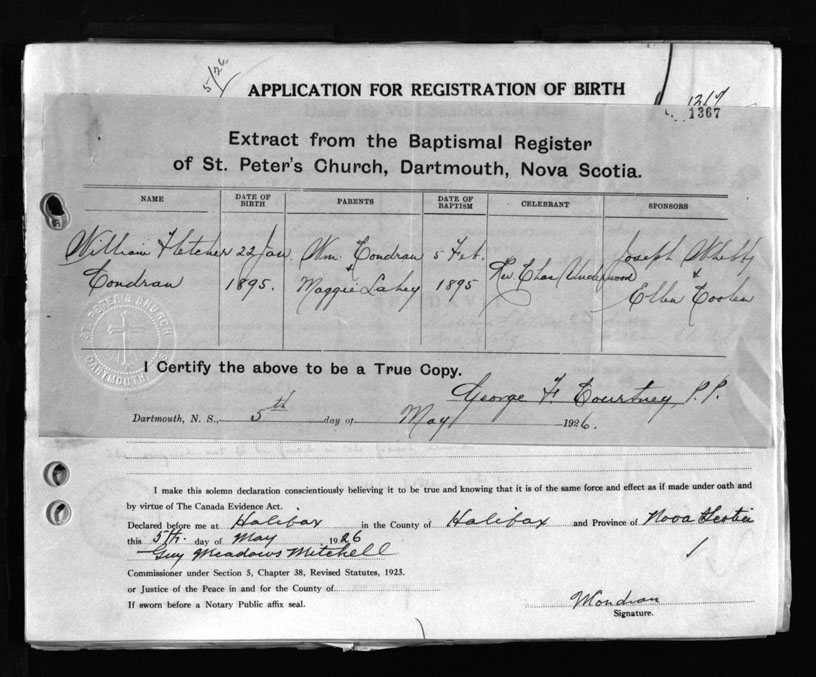 5/26
APPLICATION FOR REGISTRATION OF BIRTH
1367
Extract from the Baptismal Register
of St. Peter's Church, Dartmouth, Nova Scotia.
NAME DATE OF BIRTH PARENTS DATE OF BAPTISM CELEBRANT SPONSORS
William Fletcher 22 Jan. Wm. Condran 5 Feb. Rev. Chas. Underwood Joseph
Condran 1895. & Maggie Lahey 1895 & Ellen Coolen
ST. PETER'S CHURCH
DARTMOUTH
I Certify the above to be a True Copy.
George F. Courtney, P.P.
Dartmouth, N. S., 5th day of May 1926.
I make this solemn declaration conscientiously believing it to be true and knowing that it is of the same force and effect as if made under oath and
by virtue of The Canada Evidence Act.
Declared before me at Halifax in the County of Halifax and Province of Nova Scotia
this 5th. day of May 1926
Guy Meadows Mitchell
Commissioner under Section 5, Chapter 38, Revised Statutes, 1923.
or Justice of the Peace in and for the County of
If sworn before a Notary Public affix seal.
Signature.